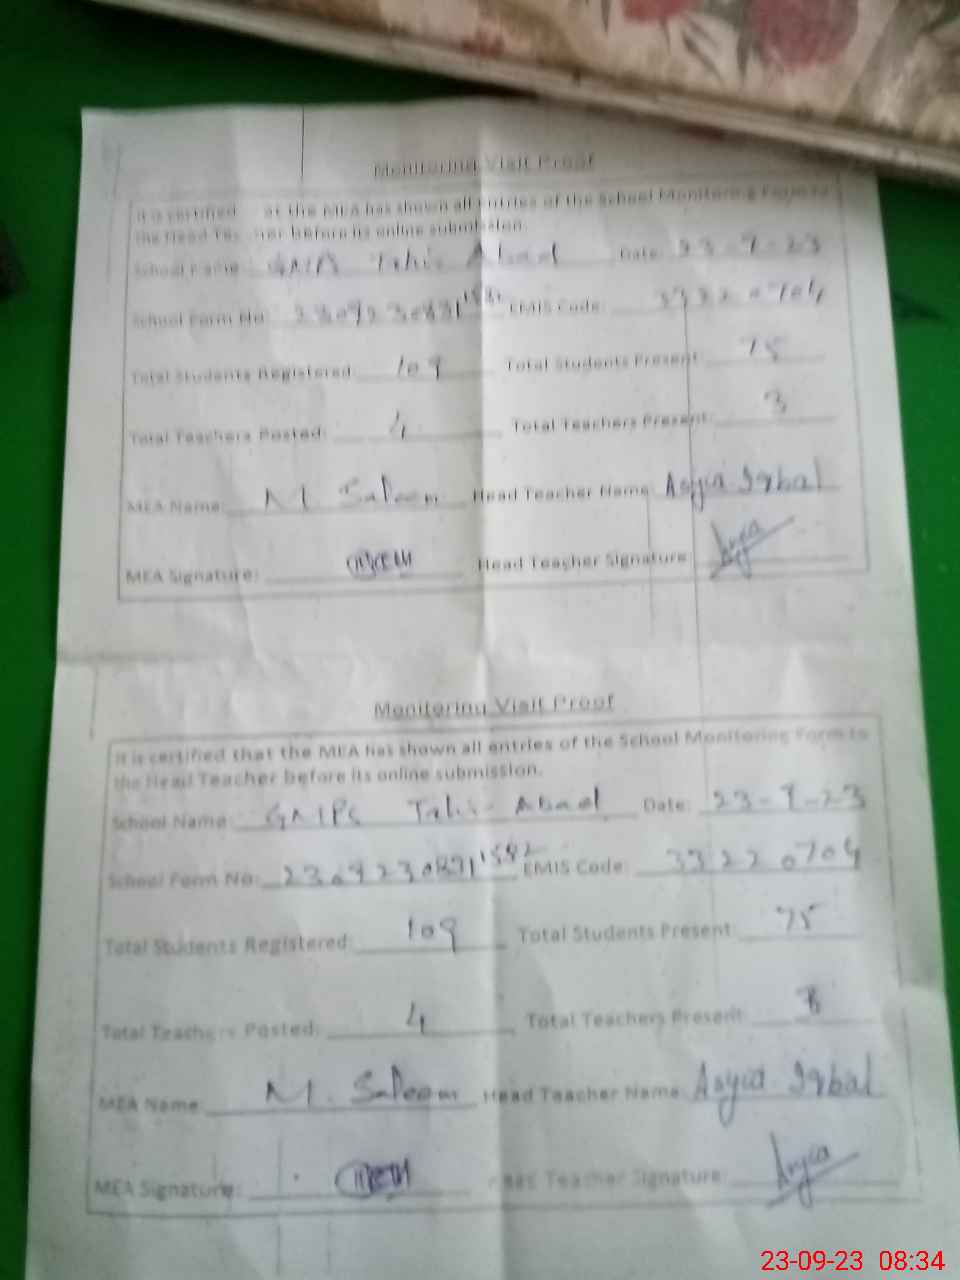 Monitoring Visit Proof
It is certified at the MEA has shown all entries of the School Monitoring Form to
the Head before its online submission.
School Name: Tahir Abad Date: 23-9-23
School Form No: EMIS Code: 33220704
Total Students Registered: 109 Total Students Present: 75
Total Teachers Posted: 4 Total Teachers Present: 3
MEA Name: M. Saleem Head Teacher Name: Asyia Iqbal
MEA Signature: Head Teacher Signature: Asyia
Monitoring Visit Proof
It is certified that the MEA has shown all entries of the School Monitoring Form to
the Head Teacher before its online submission.
School Name: GMPS Tahir Abad Date: 23-9-23
School Form No: EMIS Code: 33220704
Total Students Registered: 109 Total Students Present: 75
Total Teachers Posted: 4 Total Teachers Present: 3
MEA Name: M. Saleem Head Teacher Name: Asyia Iqbal
MEA Signature: Teacher Signature: Asyia
23-09-23 08:34